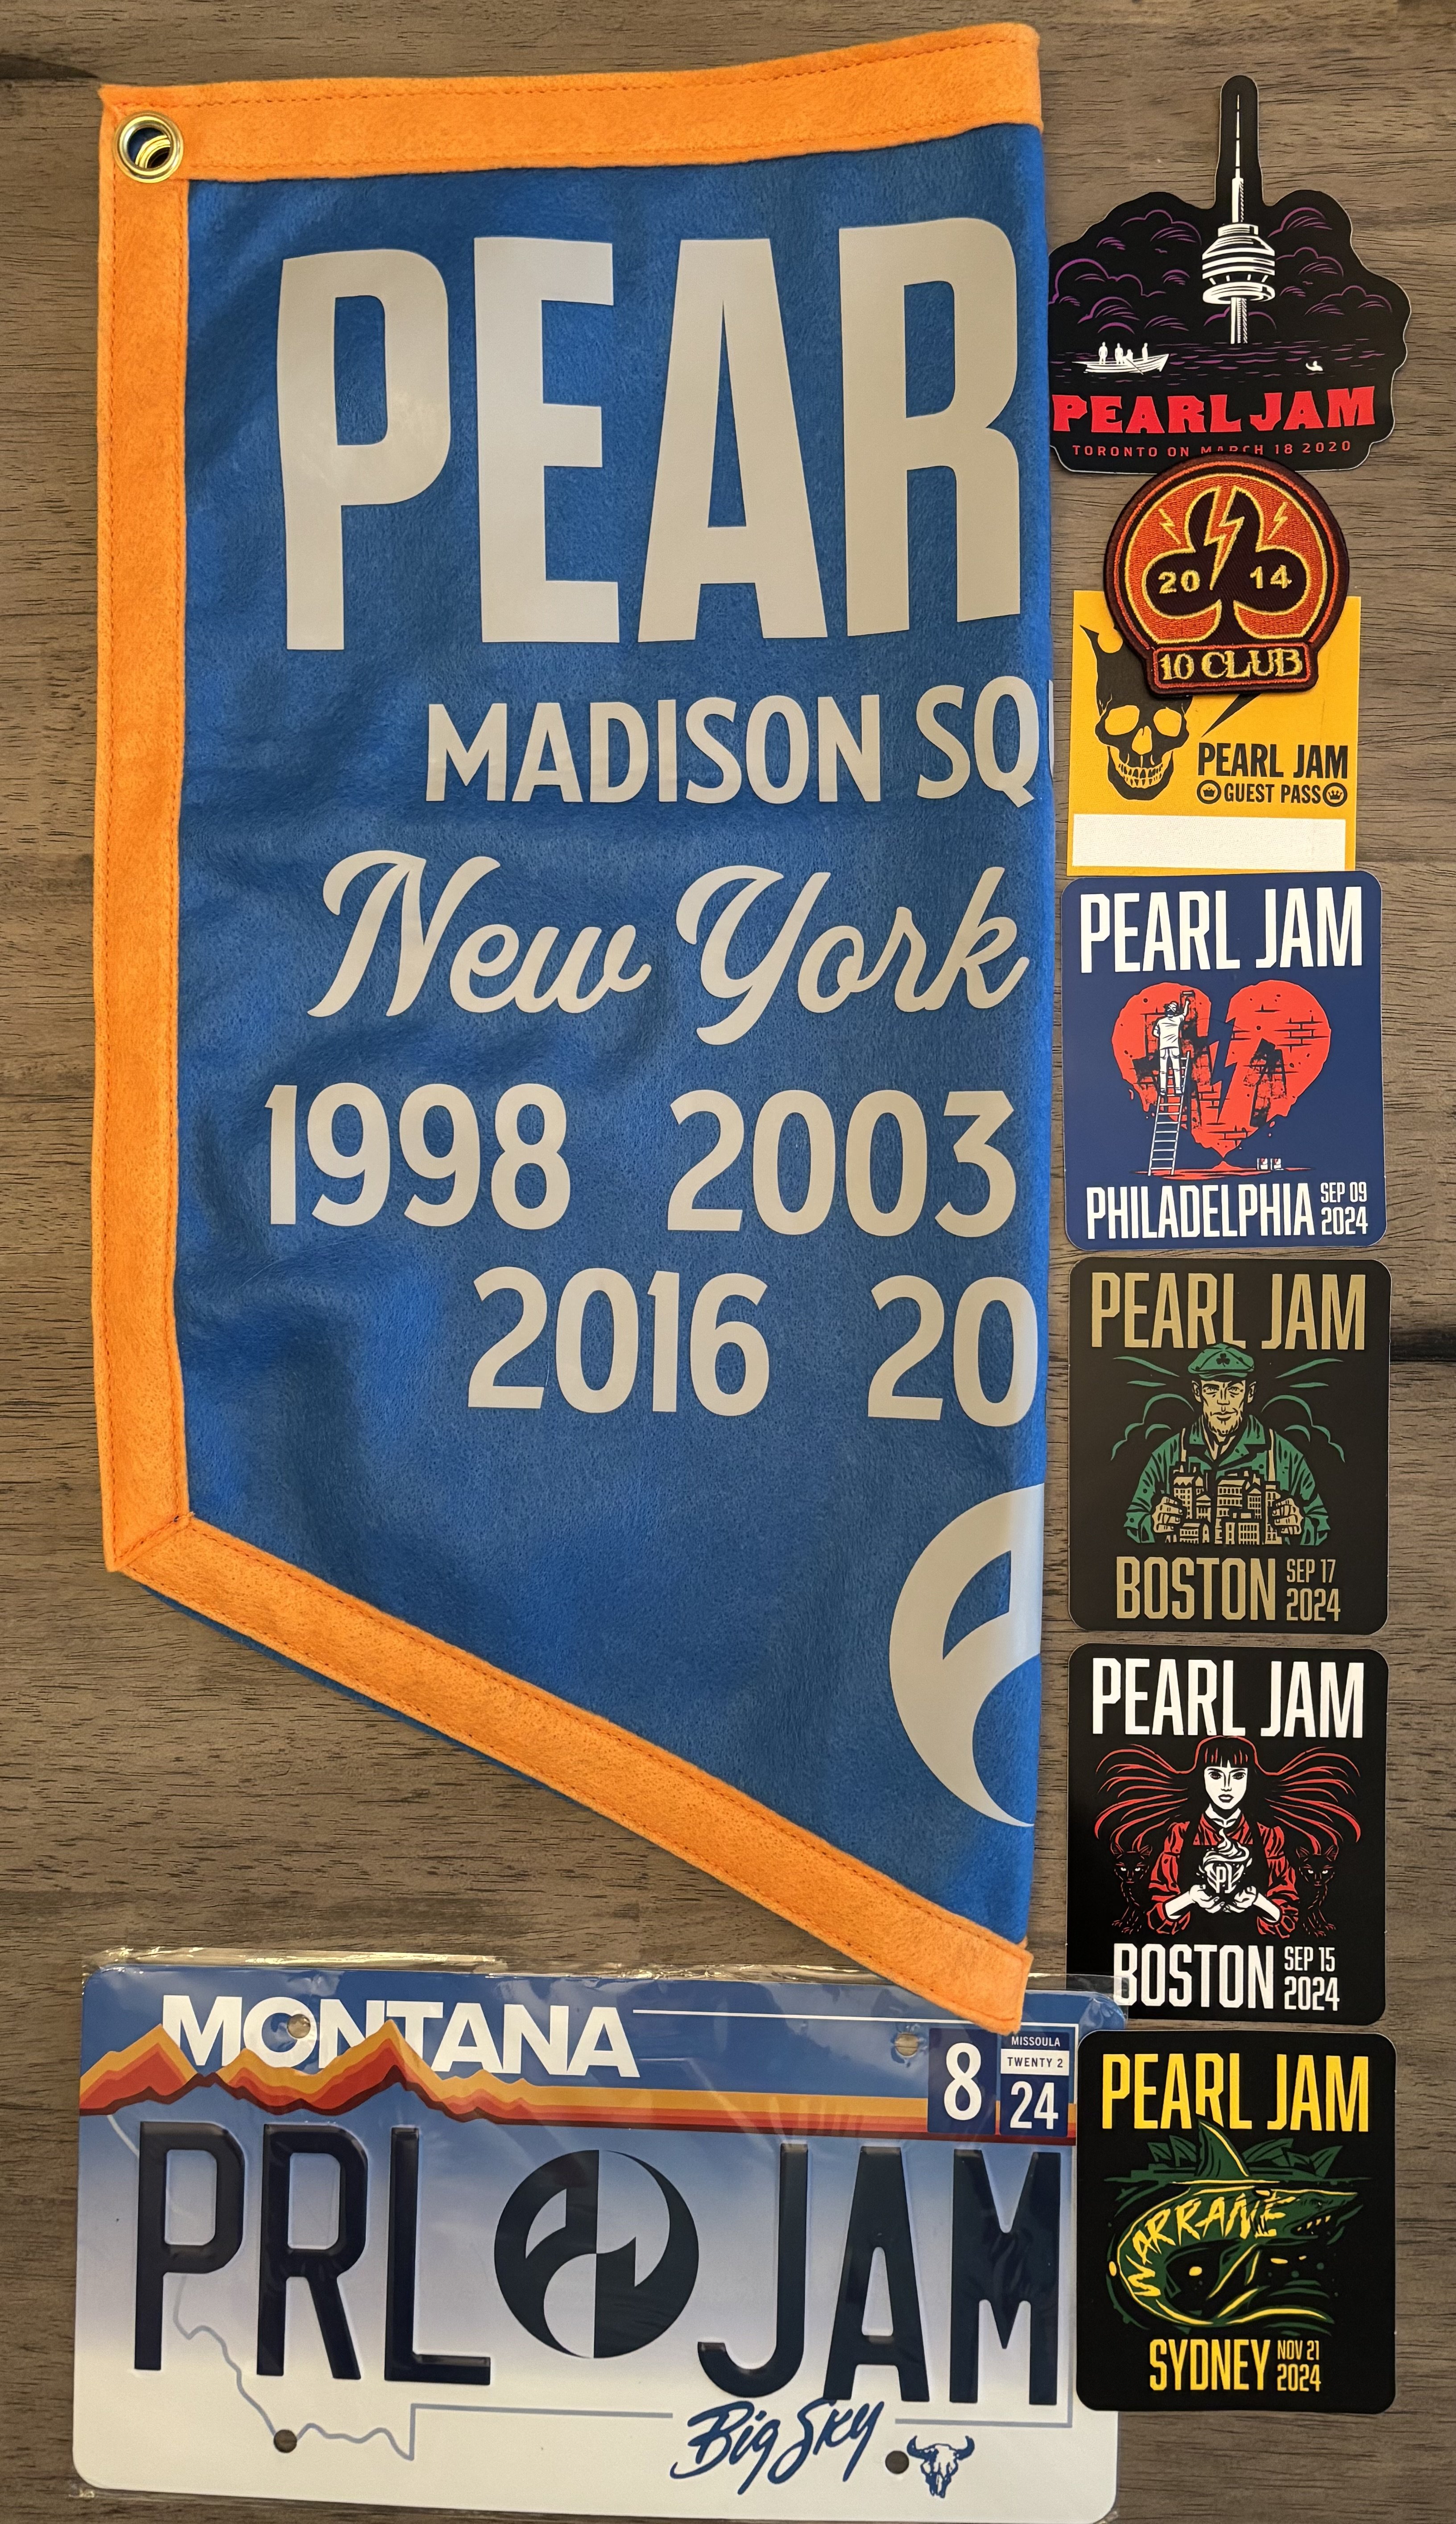 PEAR
MADISON SQ
New York
1998 2003
2016 20
PEARL JAM
TORONTO ON MARCH 18 2020
20 14
10 CLUB
PEARL JAM
GUEST PASS
PEARL JAM
PHILADELPHIA SEP 09
2024
PEARL JAM
BOSTON SEP 17
2024
PEARL JAM
PJ
BOSTON SEP 15
2024
PEARL JAM
WARRANE
SYDNEY NOV 21
2024
MONTANA
8
MISSOULA
TWENTY 2
24
PRL JAM
Big Sky